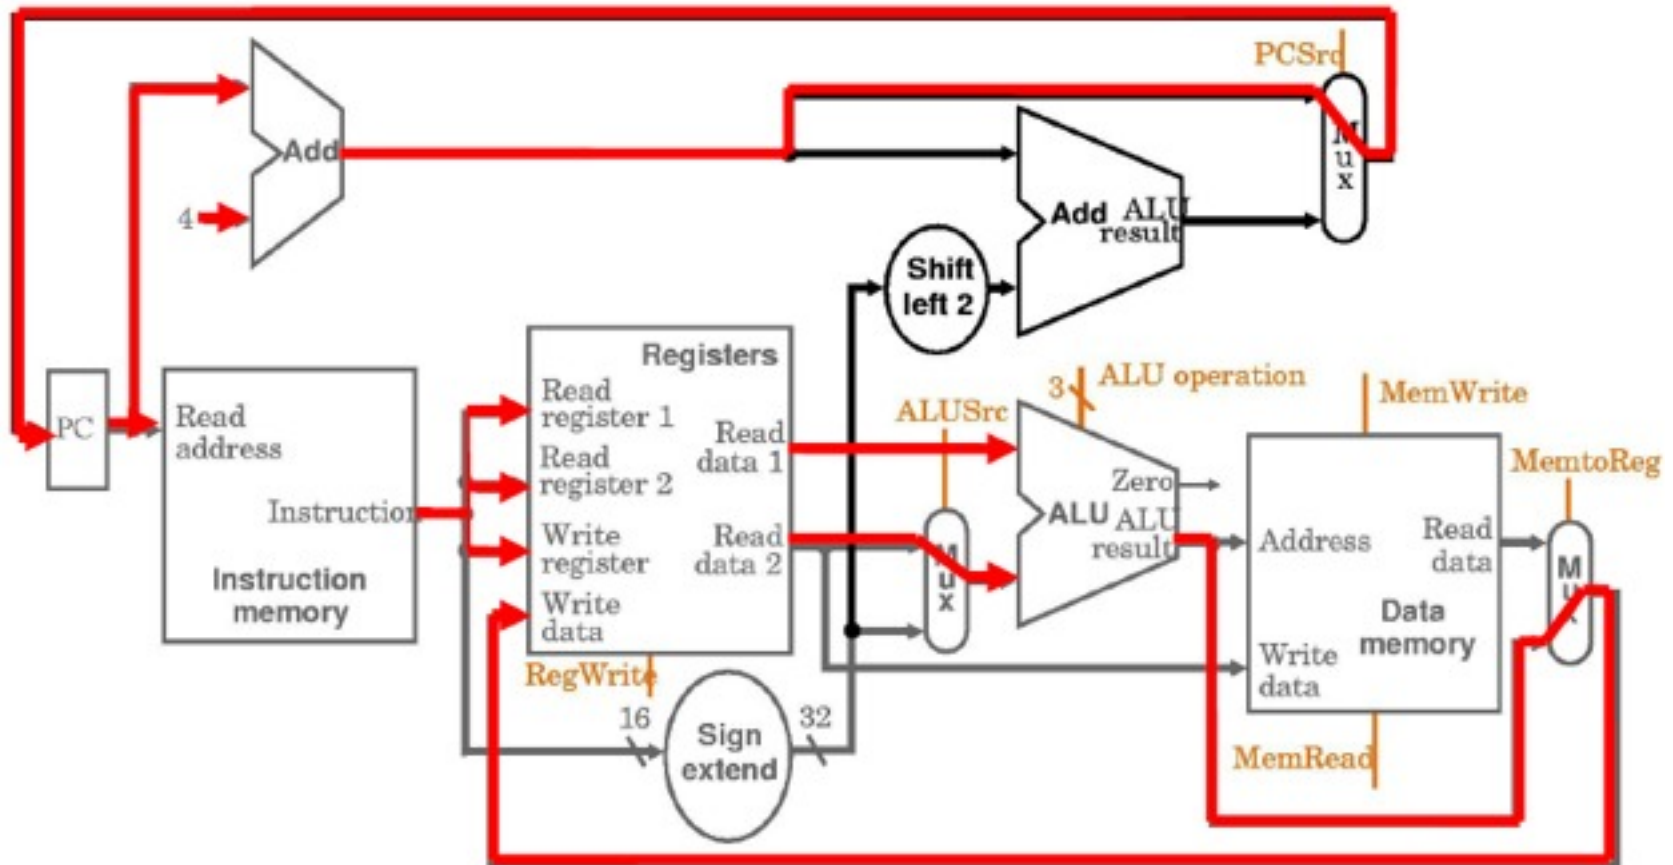 PCSrc
Add
M
u
x
4
Add
ALU
result
Shift
left 2
Registers
PC
Read
address
Instruction
Instruction
memory
Read
register 1
Read
register 2
Write
register
Write
data
Read
data 1
Read
data 2
RegWrite
16
Sign
extend
32
ALUSrc
M
u
x
3
ALU operation
Zero
ALU
ALU
result
MemWrite
Address
Read
data
Write
data
Data
memory
MemRead
MemtoReg
M
u